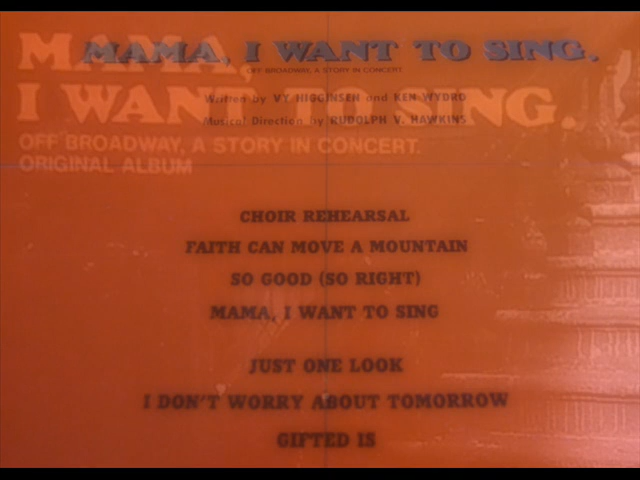 MAMA, I WANT TO SING.
OFF-BROADWAY, A STORY IN CONCERT
Written by VY HIGGINSEN and KEN WYDRO
Musical Direction by RUDOLPH V. HAWKINS
MAMA,
I WANT TO SING.
OFF BROADWAY, A STORY IN CONCERT.
ORIGINAL ALBUM
CHOIR REHEARSAL
FAITH CAN MOVE A MOUNTAIN
SO GOOD (SO RIGHT)
MAMA, I WANT TO SING
JUST ONE LOOK
I DON'T WORRY ABOUT TOMORROW
GIFTED IS